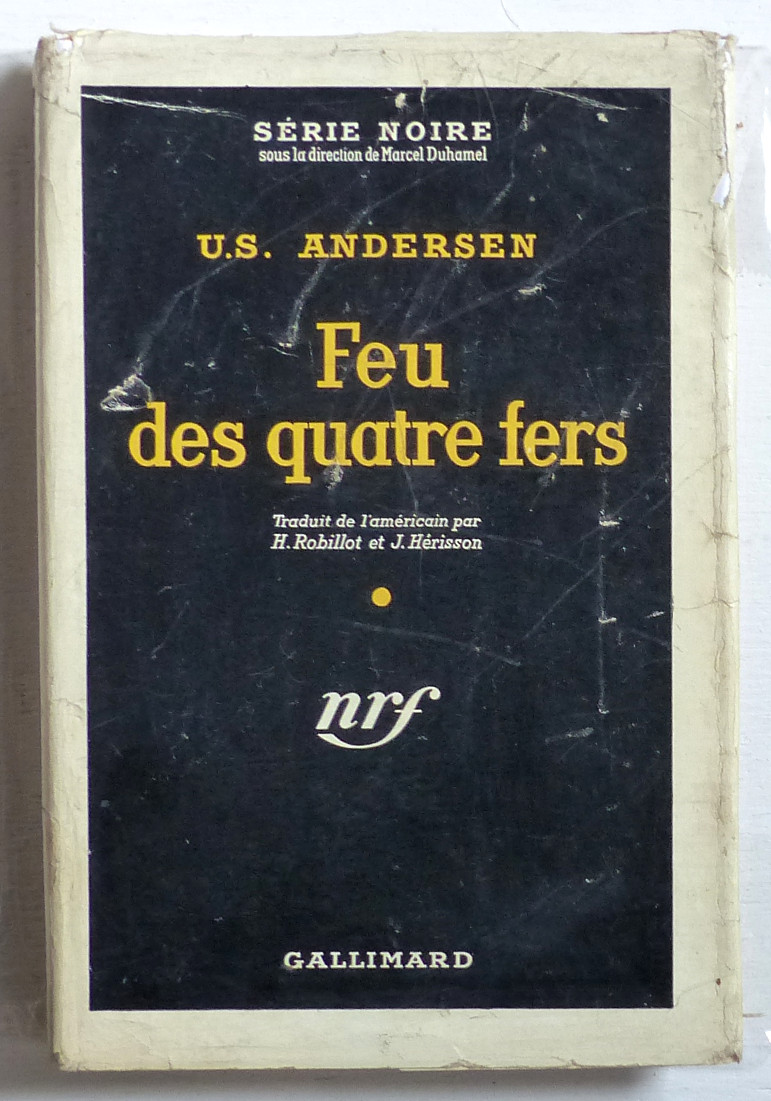 SÉRIE NOIRE
sous la direction de Marcel Duhamel
U.S. ANDERSEN
Feu
des quatre fers
Traduit de l'américain par
H. Robillot et J. Hérisson
nrf
GALLIMARD